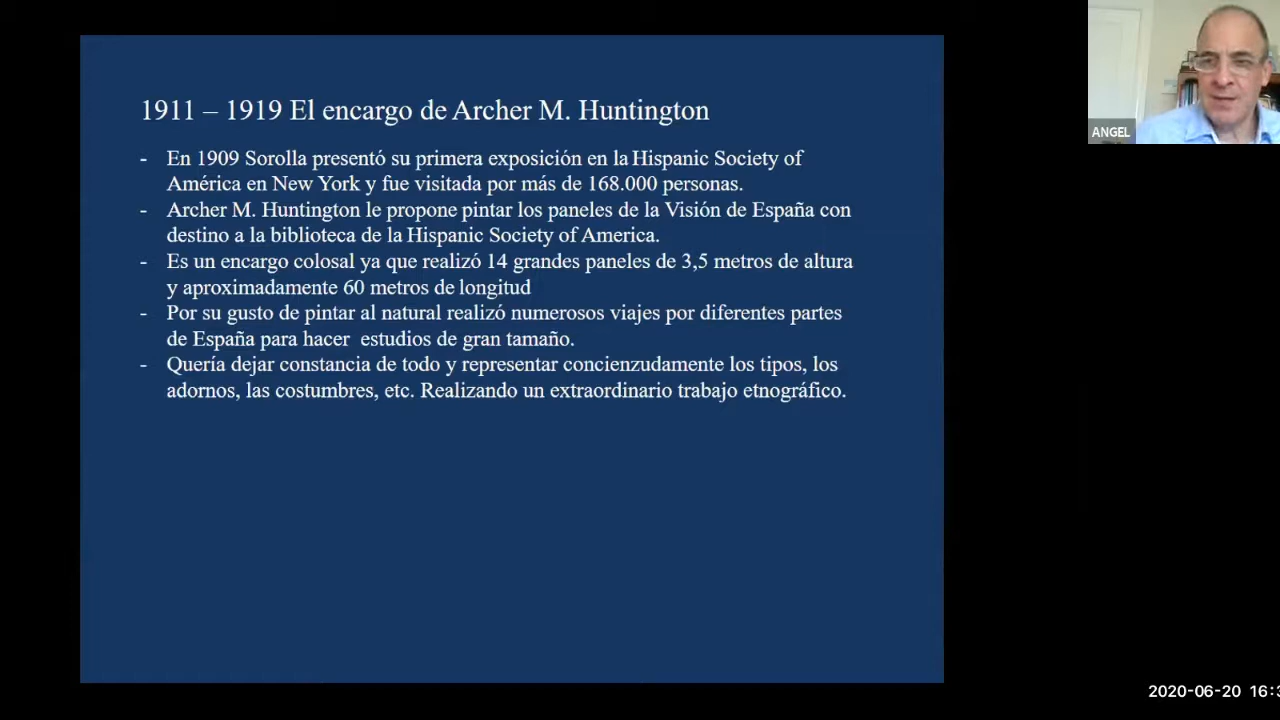 1911 – 1919 El encargo de Archer M. Huntington
- En 1909 Sorolla presentó su primera exposición en la Hispanic Society of
América en New York y fue visitada por más de 168.000 personas.
- Archer M. Huntington le propone pintar los paneles de la Visión de España con
destino a la biblioteca de la Hispanic Society of America.
- Es un encargo colosal ya que realizó 14 grandes paneles de 3,5 metros de altura
y aproximadamente 60 metros de longitud
- Por su gusto de pintar al natural realizó numerosos viajes por diferentes partes
de España para hacer estudios de gran tamaño.
- Quería dejar constancia de todo y representar concienzudamente los tipos, los
adornos, las costumbres, etc. Realizando un extraordinario trabajo etnográfico.
ANGEL
2020-06-20